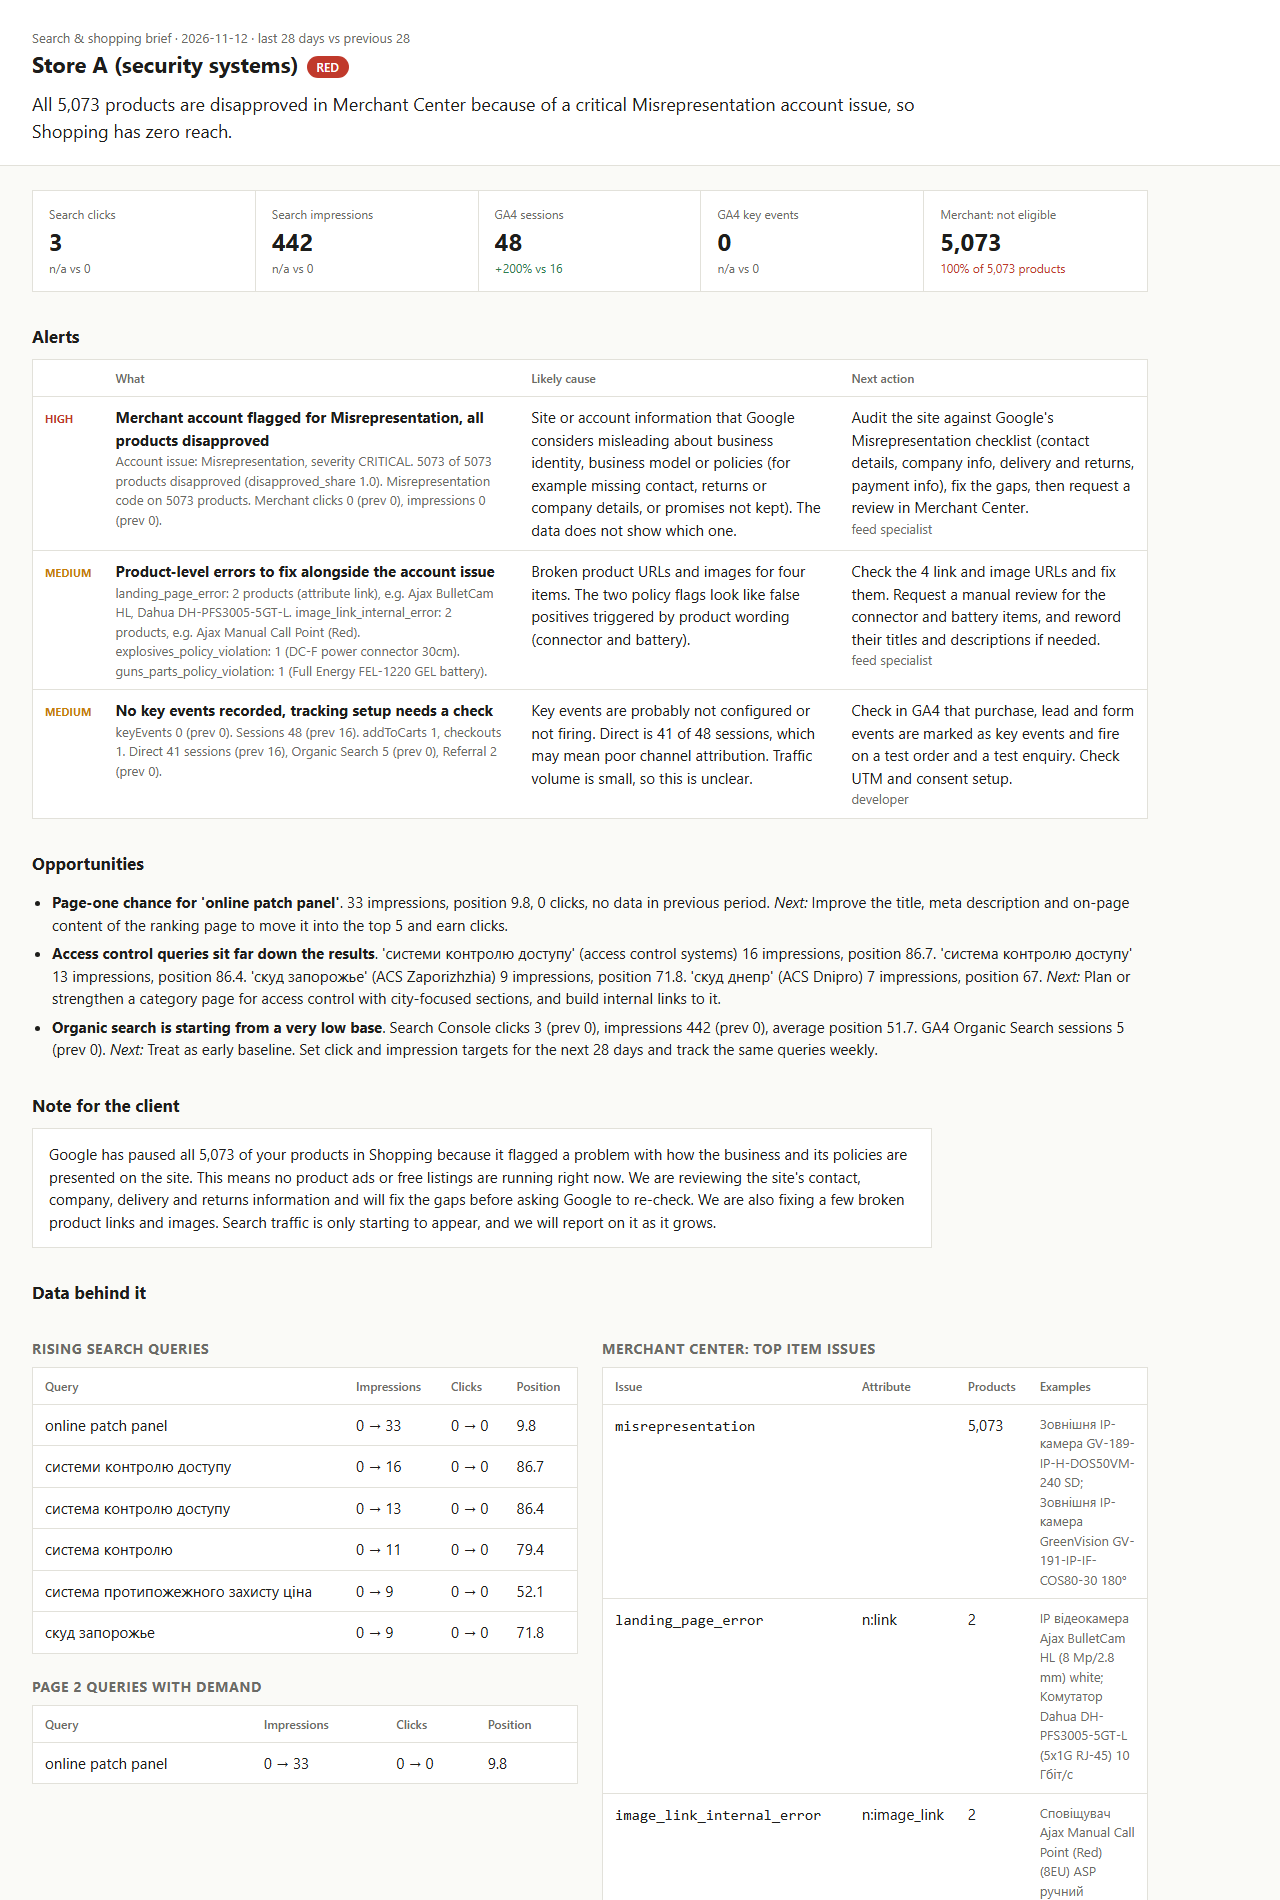 Search & shopping brief · 2026-11-12 · last 28 days vs previous 28
Store A (security systems) RED
All 5,073 products are disapproved in Merchant Center because of a critical Misrepresentation account issue, so
Shopping has zero reach.
Search clicks
3
n/a vs 0
Search impressions
442
n/a vs 0
GA4 sessions
48
+200% vs 16
GA4 key events
0
n/a vs 0
Merchant: not eligible
5,073
100% of 5,073 products
Alerts
What
Likely cause
Next action
HIGH
Merchant account flagged for Misrepresentation, all
products disapproved
Account issue: Misrepresentation, severity CRITICAL. 5073 of 5073
products disapproved (disapproved_share 1.0). Misrepresentation
code on 5073 products. Merchant clicks 0 (prev 0), impressions 0
(prev 0).
Site or account information that Google
considers misleading about business
identity, business model or policies (for
example missing contact, returns or
company details, or promises not kept). The
data does not show which one.
Audit the site against Google's
Misrepresentation checklist (contact
details, company info, delivery and returns,
payment info), fix the gaps, then request a
review in Merchant Center.
feed specialist
MEDIUM
Product-level errors to fix alongside the account issue
landing_page_error: 2 products (attribute link), e.g. Ajax BulletCam
HL, Dahua DH-PFS3005-5GT-L. image_link_internal_error: 2
products, e.g. Ajax Manual Call Point (Red).
explosives_policy_violation: 1 (DC-F power connector 30cm).
guns_parts_policy_violation: 1 (Full Energy FEL-1220 GEL battery).
Broken product URLs and images for four
items. The two policy flags look like false
positives triggered by product wording
(connector and battery).
Check the 4 link and image URLs and fix
them. Request a manual review for the
connector and battery items, and reword
their titles and descriptions if needed.
feed specialist
MEDIUM
No key events recorded, tracking setup needs a check
keyEvents 0 (prev 0). Sessions 48 (prev 16). addToCarts 1, checkouts
1. Direct 41 sessions (prev 16), Organic Search 5 (prev 0), Referral 2
(prev 0).
Key events are probably not configured or
not firing. Direct is 41 of 48 sessions, which
may mean poor channel attribution. Traffic
volume is small, so this is unclear.
Check in GA4 that purchase, lead and form
events are marked as key events and fire
on a test order and a test enquiry. Check
UTM and consent setup.
developer
Opportunities
• Page-one chance for 'online patch panel'. 33 impressions, position 9.8, 0 clicks, no data in previous period. Next: Improve the title, meta description and on-page
content of the ranking page to move it into the top 5 and earn clicks.
• Access control queries sit far down the results. 'системи контролю доступу' (access control systems) 16 impressions, position 86.7. 'система контролю доступу'
13 impressions, position 86.4. 'скуд запорожье' (ACS Zaporizhzhia) 9 impressions, position 71.8. 'скуд днепр' (ACS Dnipro) 7 impressions, position 67. Next: Plan or
strengthen a category page for access control with city-focused sections, and build internal links to it.
• Organic search is starting from a very low base. Search Console clicks 3 (prev 0), impressions 442 (prev 0), average position 51.7. GA4 Organic Search sessions 5
(prev 0). Next: Treat as early baseline. Set click and impression targets for the next 28 days and track the same queries weekly.
Note for the client
Google has paused all 5,073 of your products in Shopping because it flagged a problem with how the business and its policies are
presented on the site. This means no product ads or free listings are running right now. We are reviewing the site's contact,
company, delivery and returns information and will fix the gaps before asking Google to re-check. We are also fixing a few broken
product links and images. Search traffic is only starting to appear, and we will report on it as it grows.
Data behind it
RISING SEARCH QUERIES
Query Impressions Clicks Position
online patch panel 0 → 33 0 → 0 9.8
системи контролю доступу 0 → 16 0 → 0 86.7
система контролю доступу 0 → 13 0 → 0 86.4
система контролю 0 → 11 0 → 0 79.4
система протипожежного захисту ціна 0 → 9 0 → 0 52.1
скуд запорожье 0 → 9 0 → 0 71.8
PAGE 2 QUERIES WITH DEMAND
Query Impressions Clicks Position
online patch panel 0 → 33 0 → 0 9.8
MERCHANT CENTER: TOP ITEM ISSUES
Issue Attribute Products Examples
misrepresentation 5,073
Зовнішня IP-
камера GV-189-
IP-H-DOS50VM-
240 SD;
Зовнішня IP-
камера
GreenVision GV-
191-IP-IF-
COS80-30 180°
landing_page_error n:link 2
IP відеокамера
Ajax BulletCam
HL (8 Mp/2.8
mm) white;
Комутатор
Dahua DH-
PFS3005-5GT-L
(5x1G RJ-45) 10
Гбіт/с
image_link_internal_error n:image_link 2
Сповіщувач
Ajax Manual Call
Point (Red)
(8EU) ASP
ручний